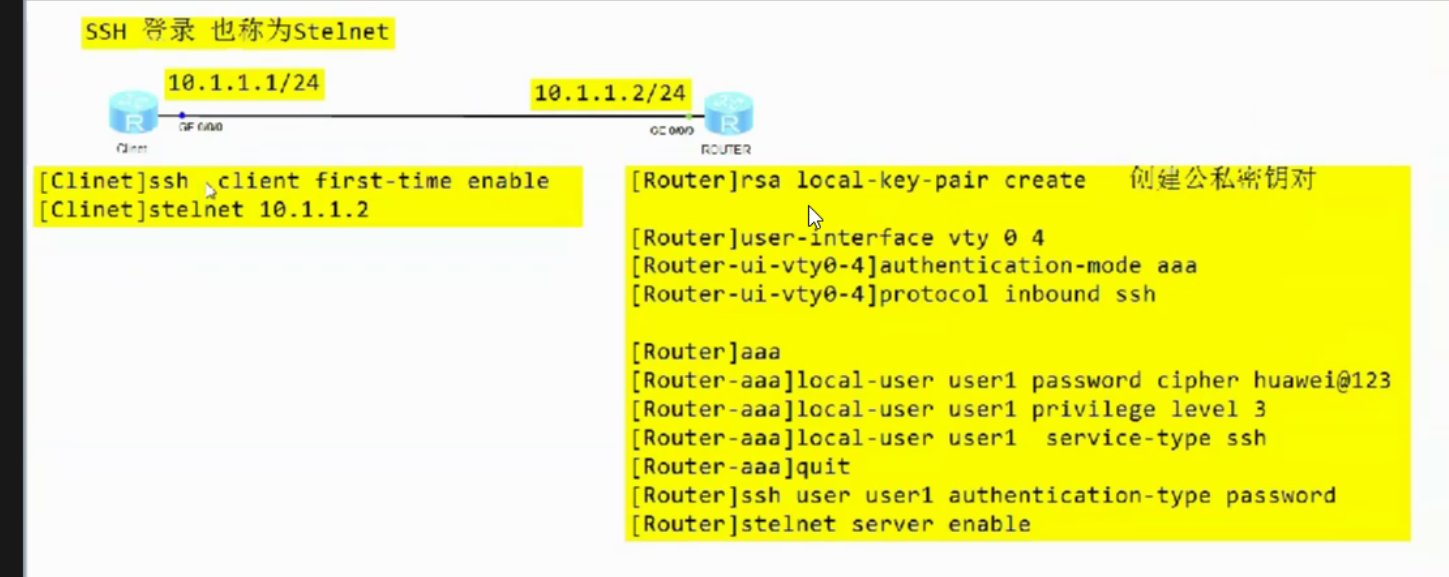 SSH 登录 也称为Stelnet
10.1.1.1/24
10.1.1.2/24
GE 0/0/0
GE 0/0/0
Clinet
ROUTER
[Clinet]ssh client first-time enable
[Clinet]stelnet 10.1.1.2
[Router]rsa local-key-pair create 创建公私密钥对
[Router]user-interface vty 0 4
[Router-ui-vty0-4]authentication-mode aaa
[Router-ui-vty0-4]protocol inbound ssh
[Router]aaa
[Router-aaa]local-user user1 password cipher huawei@123
[Router-aaa]local-user user1 privilege level 3
[Router-aaa]local-user user1 service-type ssh
[Router-aaa]quit
[Router]ssh user user1 authentication-type password
[Router]stelnet server enable